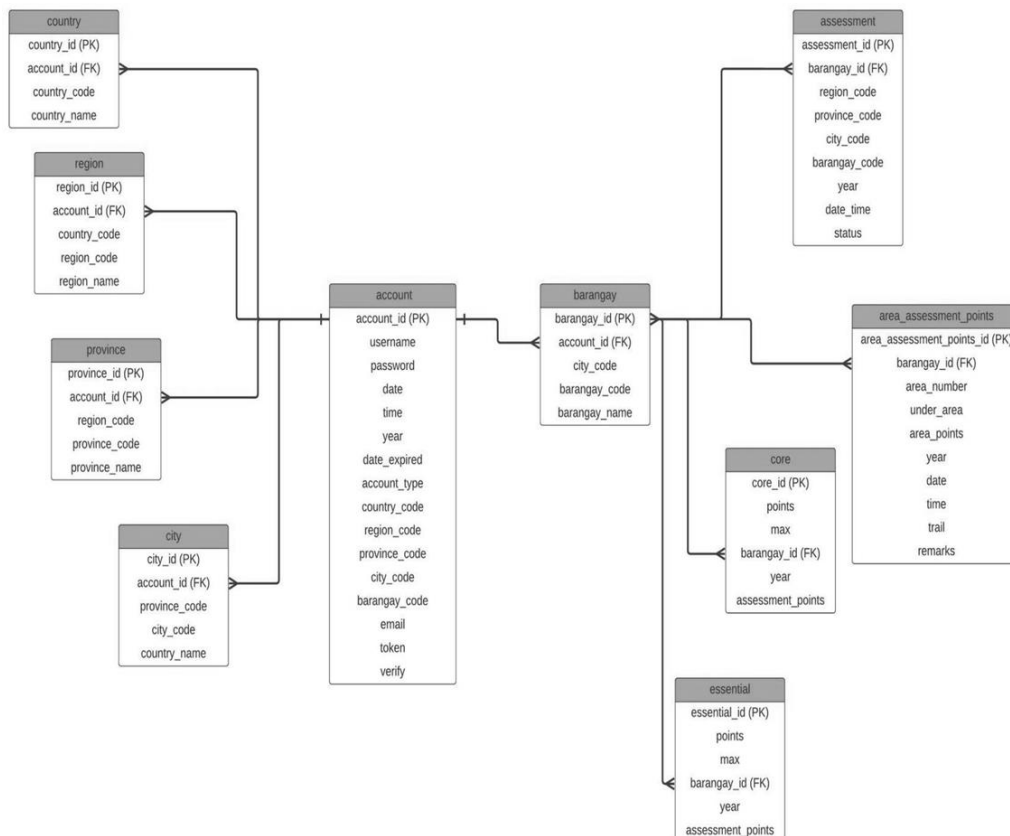 country
country_id (PK)
account_id (FK)
country_code
country_name
region
region_id (PK)
account_id (FK)
country_code
region_code
region_name
province
province_id (PK)
account_id (FK)
region_code
province_code
province_name
city
city_id (PK)
account_id (FK)
province_code
city_code
country_name
account
account_id (PK)
username
password
date
time
year
date_expired
account_type
country_code
region_code
province_code
city_code
barangay_code
email
token
verify
barangay
barangay_id (PK)
account_id (FK)
city_code
barangay_code
barangay_name
assessment
assessment_id (PK)
barangay_id (FK)
region_code
province_code
city_code
barangay_code
year
date_time
status
area_assessment_points
area_assessment_points_id (PK)
barangay_id (FK)
area_number
under_area
area_points
year
date
time
trail
remarks
core
core_id (PK)
points
max
barangay_id (FK)
year
assessment_points
essential
essential_id (PK)
points
max
barangay_id (FK)
year
assessment_points